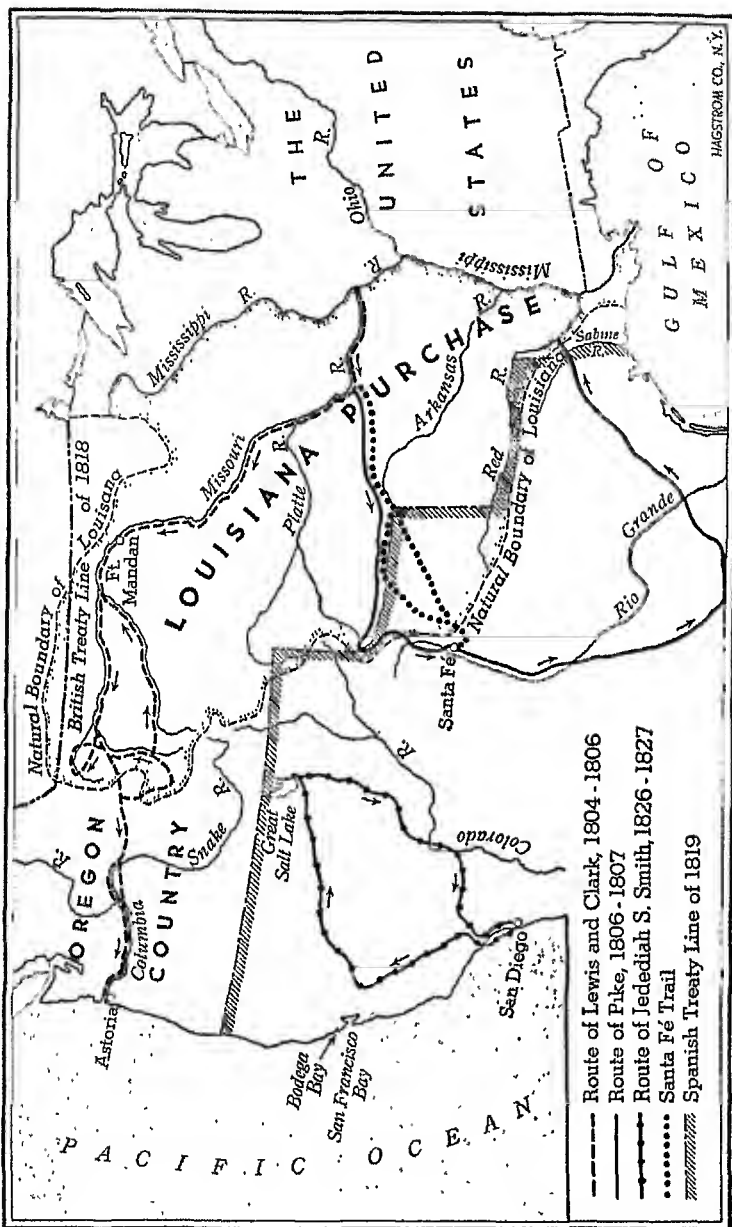 Natural Boundary of Louisana
British Treaty Line of 1818
OREGON
COUNTRY
R.
Columbia
Astoria
Snake R.
Ft.
Mandan
Missouri
R.
Mississippi R.
R.
LOUISIANA PURCHASE
Platte R.
THE
UNITED
STATES
Ohio R.
Mississippi
Arkansas R.
Red R.
Natural Boundary of Louisiana
Sabine
R.
Great
Salt Lake
Colorado R.
Santa Fé
Rio Grande
Bodega
Bay
San Francisco
Bay
San Diego
PACIFIC OCEAN
GULF OF
MEXICO
Route of Lewis and Clark, 1804-1806
Route of Pike, 1806-1807
Route of Jedediah S. Smith, 1826-1827
Santa Fé Trail
Spanish Treaty Line of 1819
HAGSTROM CO., N.Y.